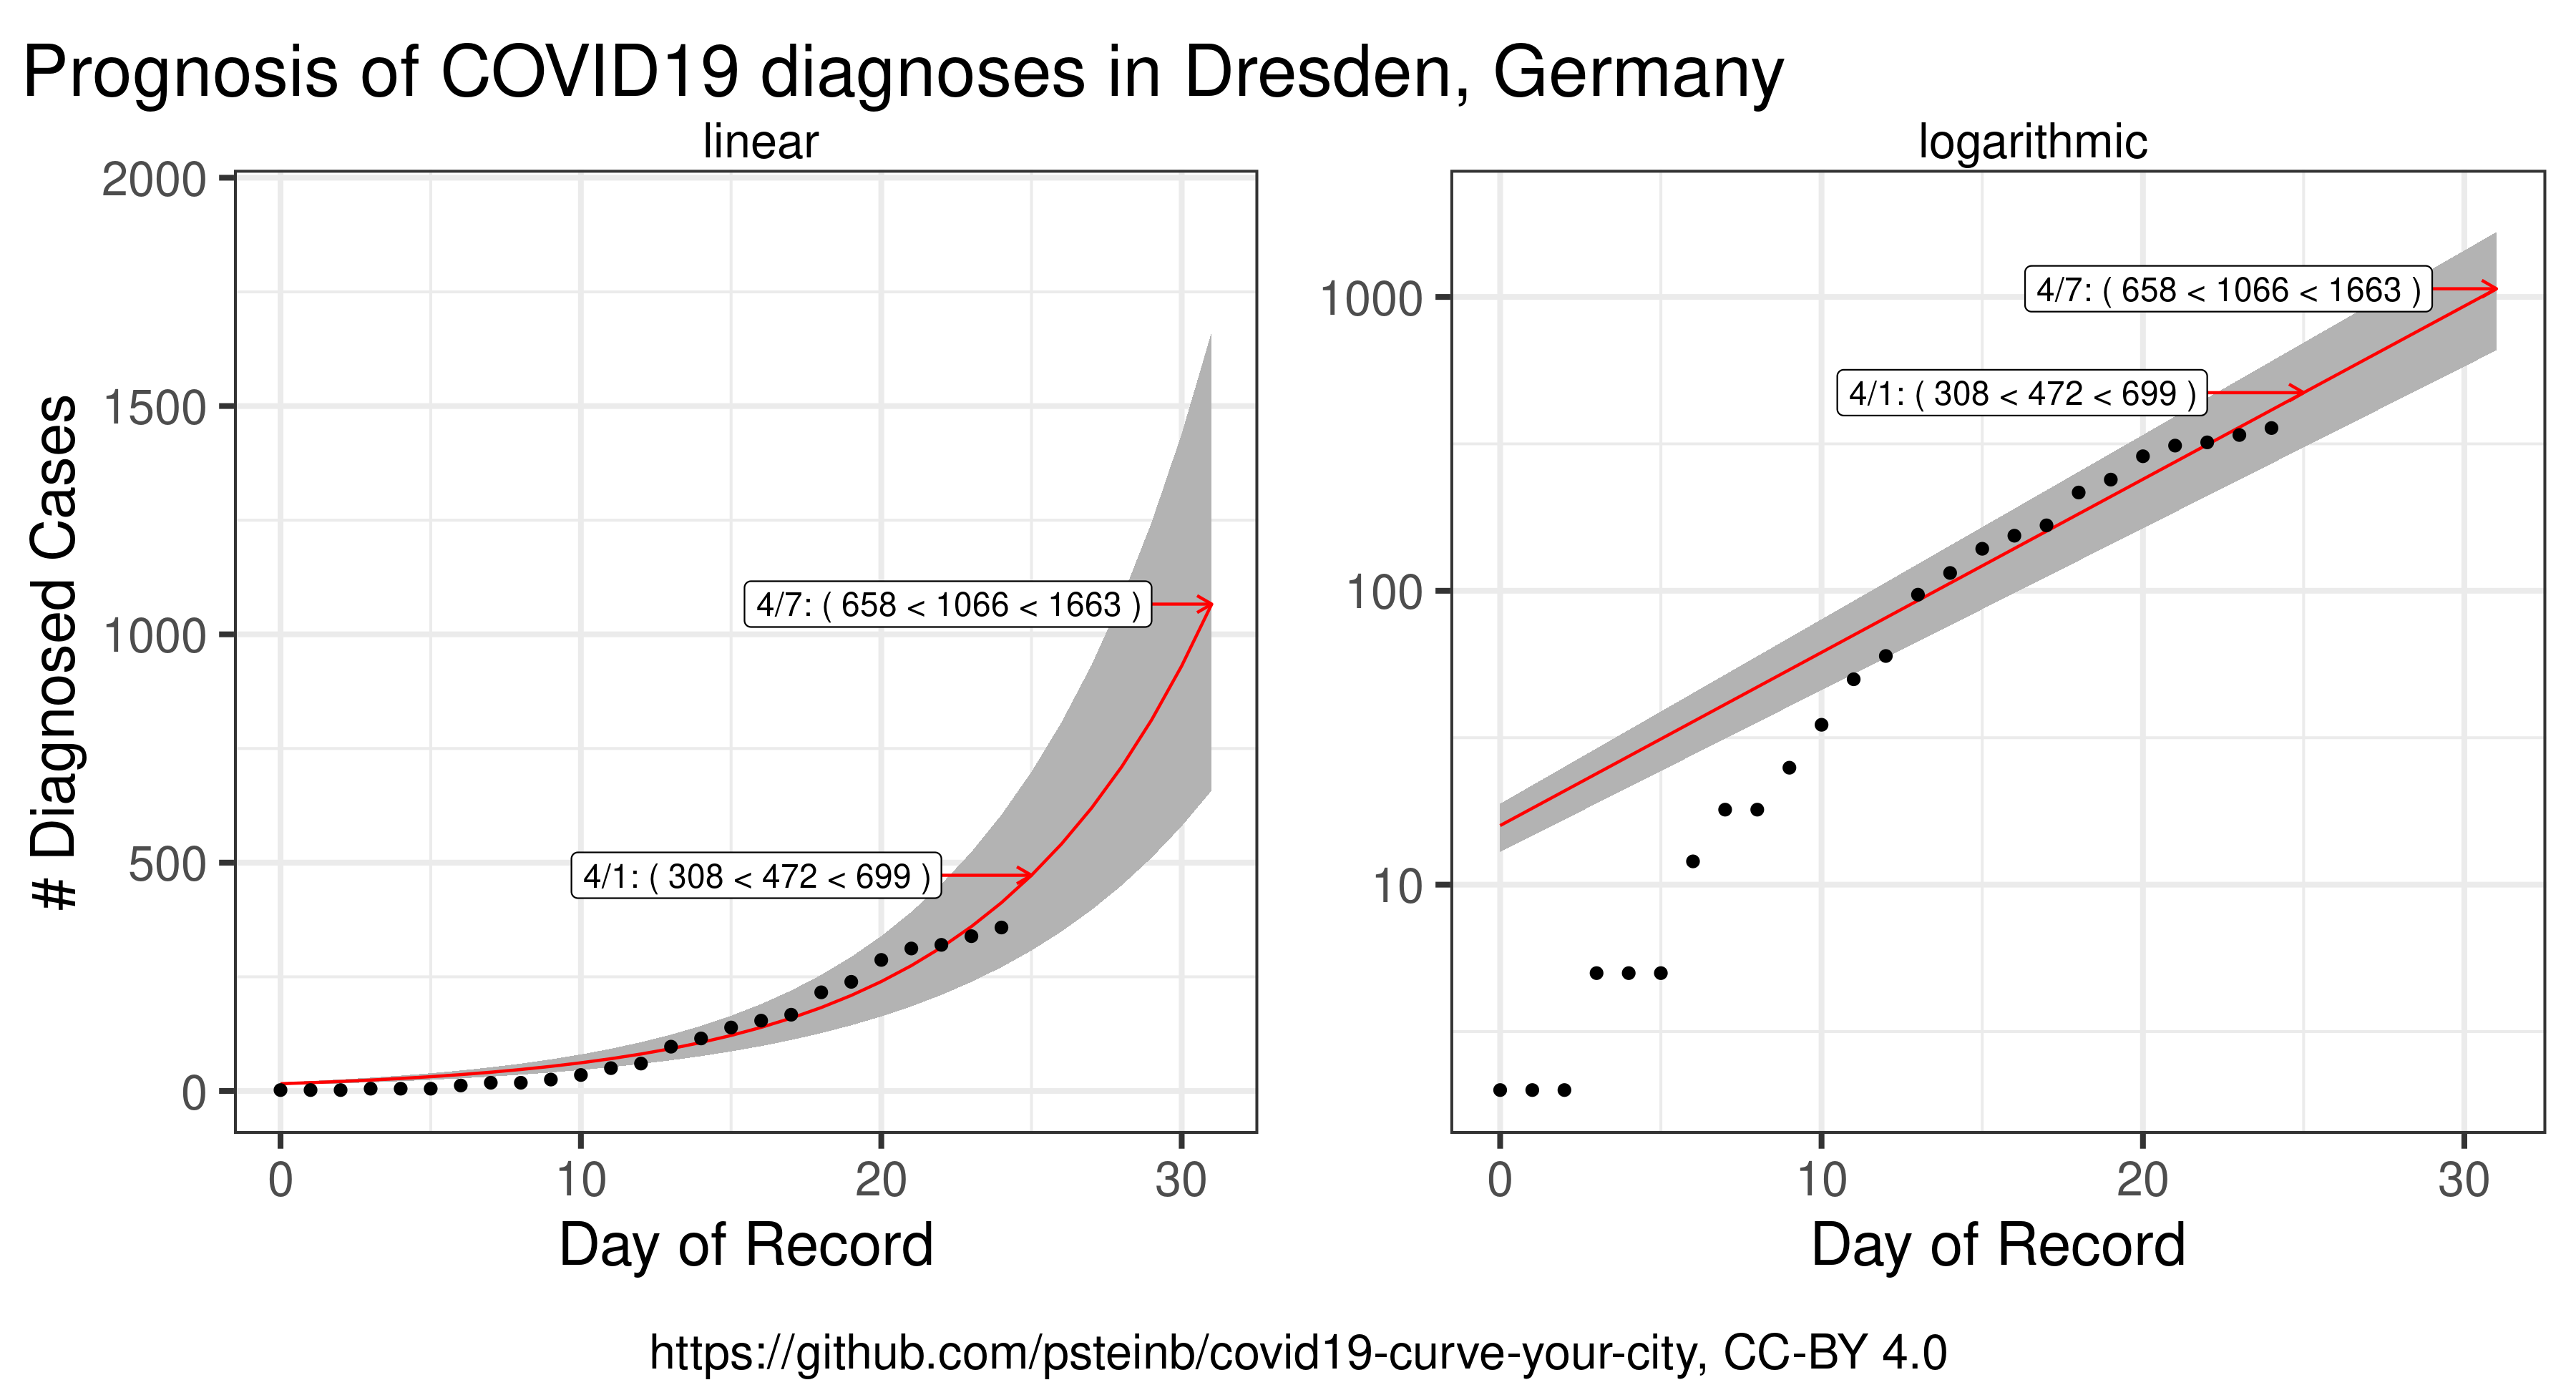 Prognosis of COVID19 diagnoses in Dresden, Germany
linear
# Diagnosed Cases
2000
1500
1000
500
0
4/7: ( 658 < 1066 < 1663 )
4/1: ( 308 < 472 < 699 )
0 10 20 30
Day of Record
logarithmic
1000
100
10
4/7: ( 658 < 1066 < 1663 )
4/1: ( 308 < 472 < 699 )
0 10 20 30
Day of Record
https://github.com/psteinb/covid19-curve-your-city, CC-BY 4.0